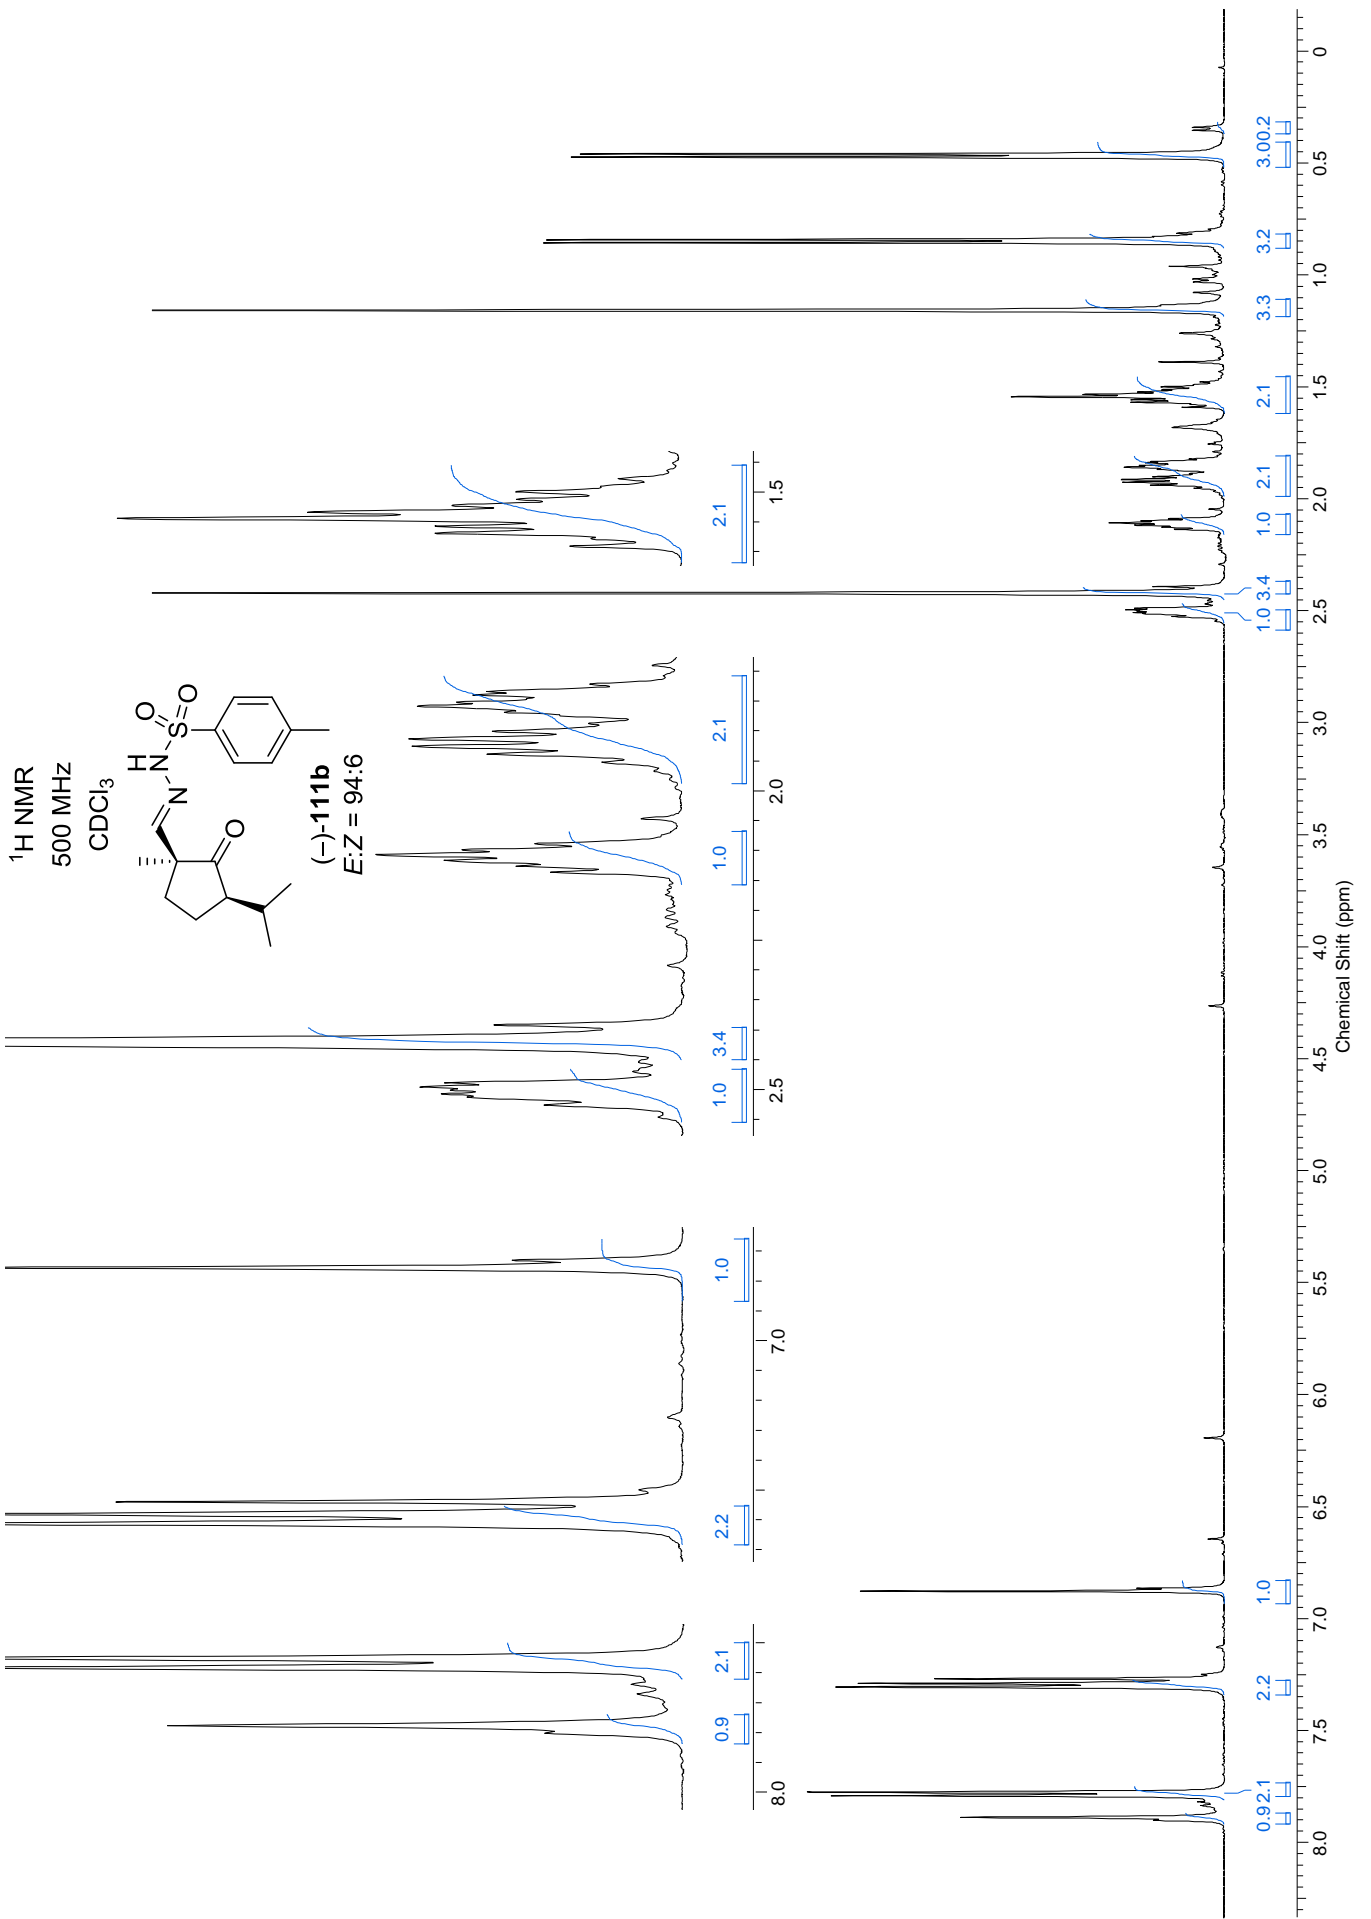 ¹H NMR
500 MHz
CDCl₃
H
N
N
S
O
O
O
(−)-111b
E:Z = 94:6
0.9
2.1
2.2
1.0
8.0
7.0
1.0
3.4
1.0
2.1
2.1
2.5
2.0
1.5
0.9 2.1 2.2 1.0 1.0 3.4 1.0 2.1 2.1 3.3 3.2 3.0 0.2
8.0 7.5 7.0 6.5 6.0 5.5 5.0 4.5 4.0 3.5 3.0 2.5 2.0 1.5 1.0 0.5 0
Chemical Shift (ppm)